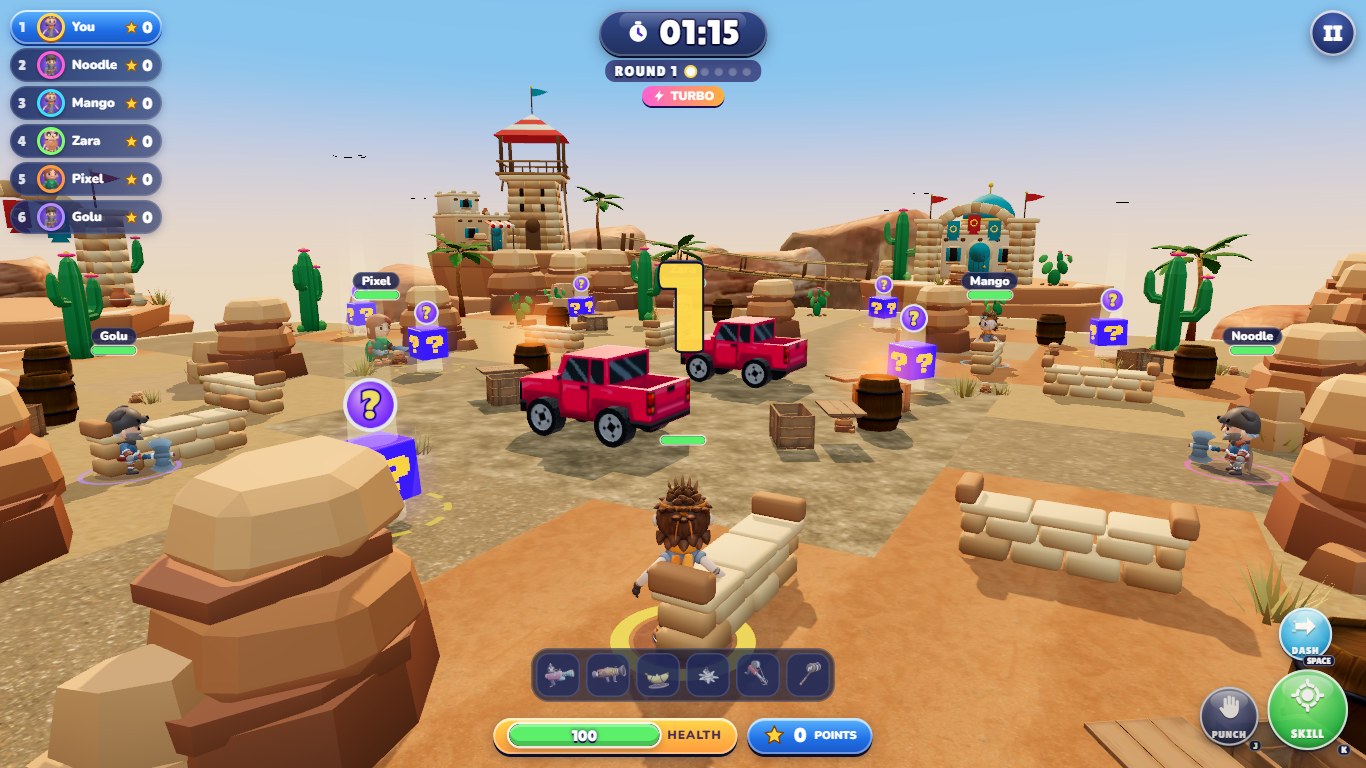 1 You 0
2 Noodle 0
3 Mango 0
4 Zara 0
5 Pixel 0
6 Golu 0
01:15
ROUND 1
TURBO
1
Pixel
?
?
? ?
? ?
?
? ?
?
? ?
Mango
?
? ?
?
? ?
Golu
Noodle
?
?
DASH
SPACE
SKILL
K
PUNCH
J
100 HEALTH
0 POINTS